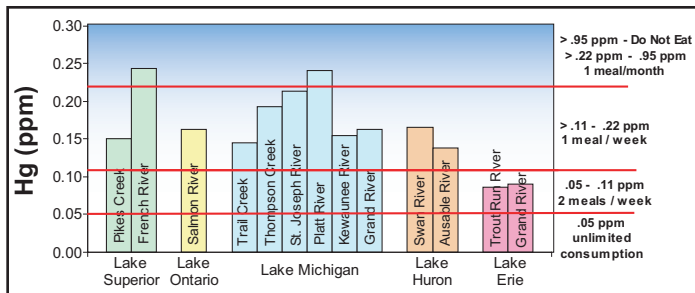 Hg (ppm)
0.30
0.25
0.20
0.15
0.10
0.05
0.00
Pikes Creek
French River
Salmon River
Trail Creek
Thompson Creek
St. Joseph River
Platt River
Kewaunee River
Grand River
Swan River
Ausable River
Trout Run River
Grand River
Lake
Superior
Lake
Ontario
Lake Michigan
Lake
Huron
Lake
Erie
> .95 ppm - Do Not Eat
> .22 ppm - .95 ppm
1 meal/month
> .11 - .22 ppm
1 meal / week
.05 - .11 ppm
2 meals / week
.05 ppm
unlimited
consumption